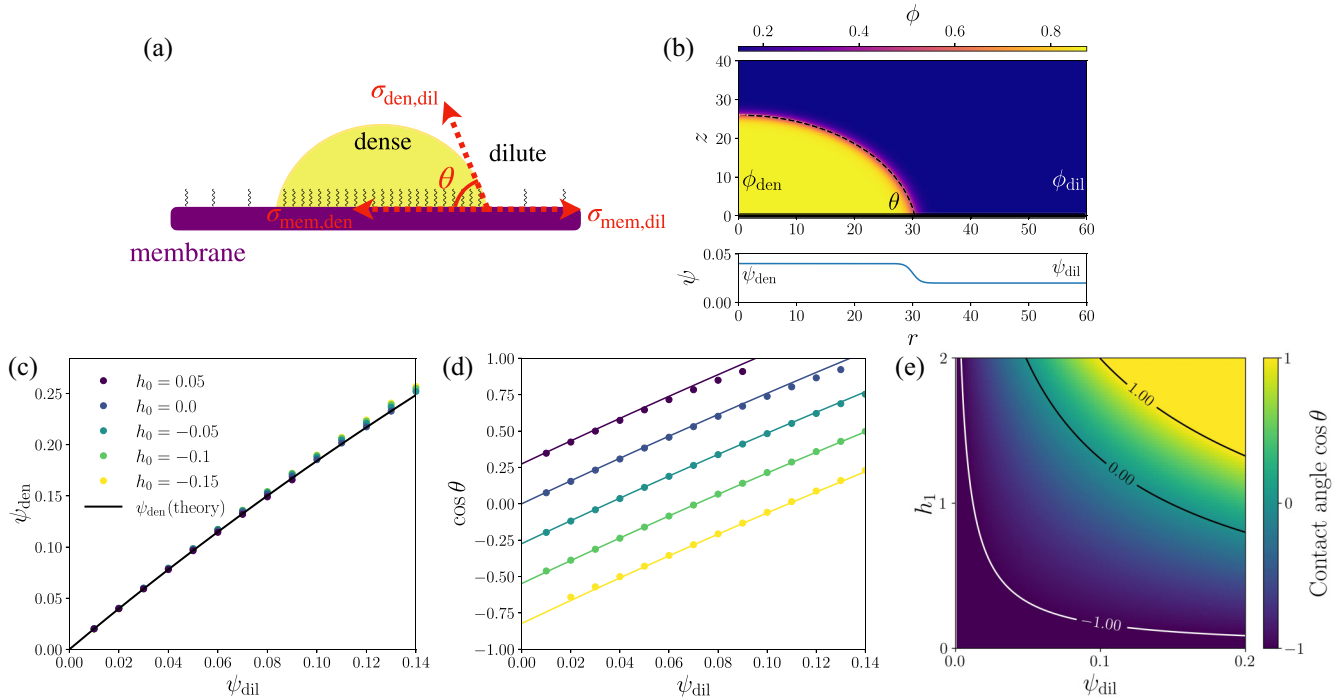 (a)
σden,dil
dense
dilute
θ
σmem,den
σmem,dil
membrane
(b)
ϕ
0.2 0.4 0.6 0.8
40
30
20
10
0
z
ϕden
θ
ϕdil
0 10 20 30 40 50 60
0.05
0.00
ψ
ψden
ψdil
0 10 20 30 40 50 60
r
(c)
0.25
0.20
0.15
0.10
0.05
0.00
ψden
h0 = 0.05
h0 = 0.0
h0 = −0.05
h0 = −0.1
h0 = −0.15
ψden(theory)
0.00 0.02 0.04 0.06 0.08 0.10 0.12 0.14
ψdil
(d)
1.00
0.75
0.50
0.25
0.00
−0.25
−0.50
−0.75
−1.00
cos θ
0.00 0.02 0.04 0.06 0.08 0.10 0.12 0.14
ψdil
(e)
2
1
0
h1
1.00
0.00
−1.00
0.0 0.1 0.2
ψdil
1
0
−1
Contact angle cos θ